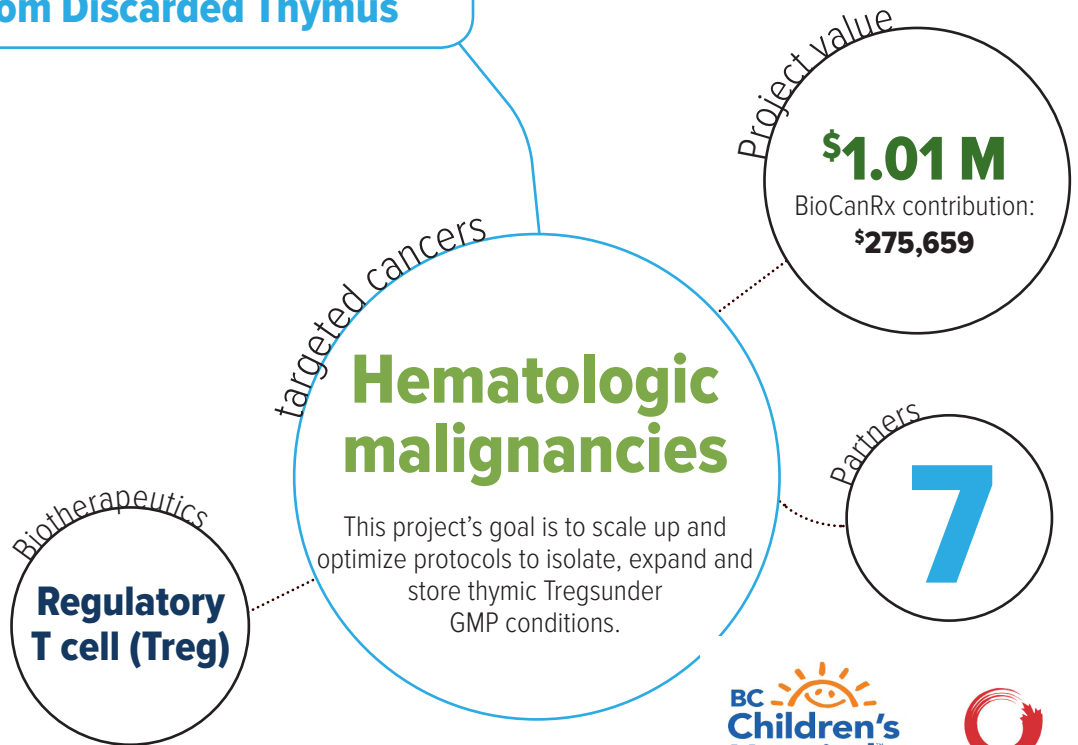 om Discarded Thymus
Project value
$1.01 M
BioCanRx contribution:
$275,659
targeted cancers
Hematologic
malignancies
This project's goal is to scale up and
optimize protocols to isolate, expand and
store thymic Tregsunder
GMP conditions.
Partners
7
Biotherapeutics
Regulatory
T cell (Treg)
BC
Children's